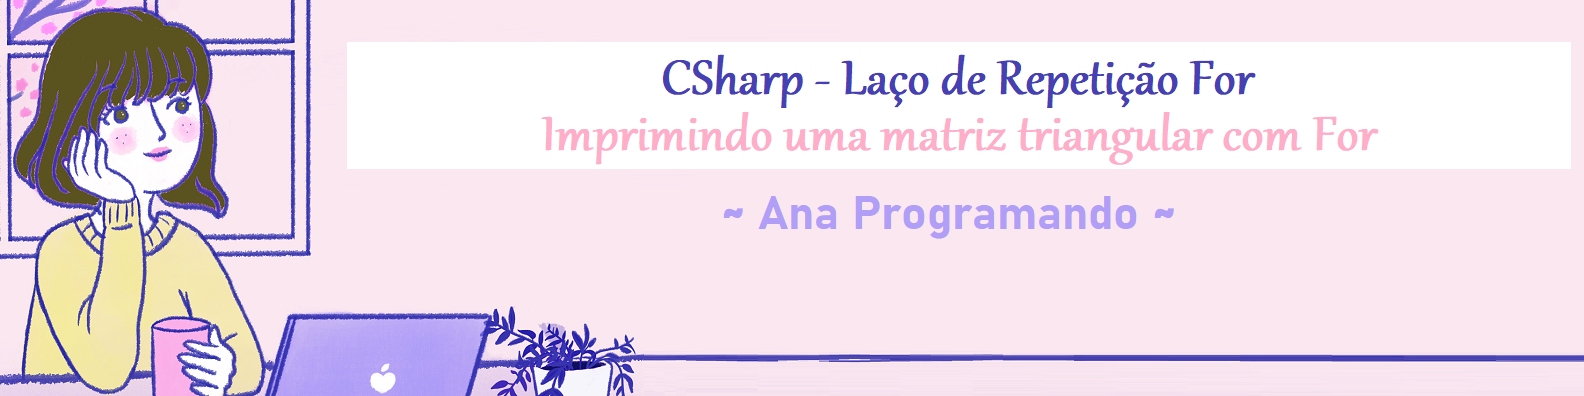 CSharp - Laço de Repetição For
Imprimindo uma matriz triangular com For
~ Ana Programando ~